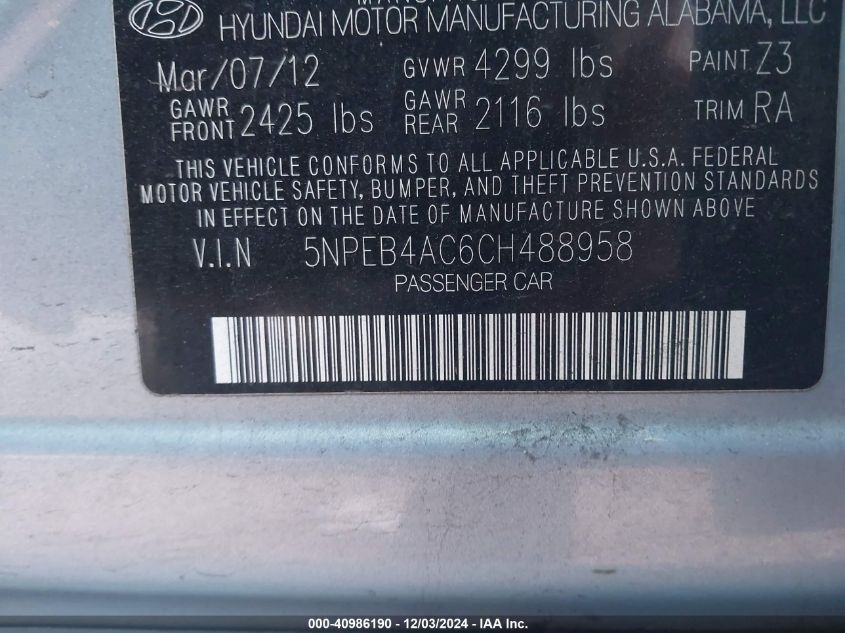 HYUNDAI MOTOR MANUFACTURING ALABAMA, LLC
Mar/07/12 GVWR 4299 lbs PAINT Z3
GAWR FRONT 2425 lbs GAWR REAR 2116 lbs TRIM RA
THIS VEHICLE CONFORMS TO ALL APPLICABLE U.S.A. FEDERAL
MOTOR VEHICLE SAFETY, BUMPER, AND THEFT PREVENTION STANDARDS
IN EFFECT ON THE DATE OF MANUFACTURE SHOWN ABOVE
V.I.N 5NPEB4AC6CH488958
PASSENGER CAR
000-40986190 - 12/03/2024 - IAA Inc.